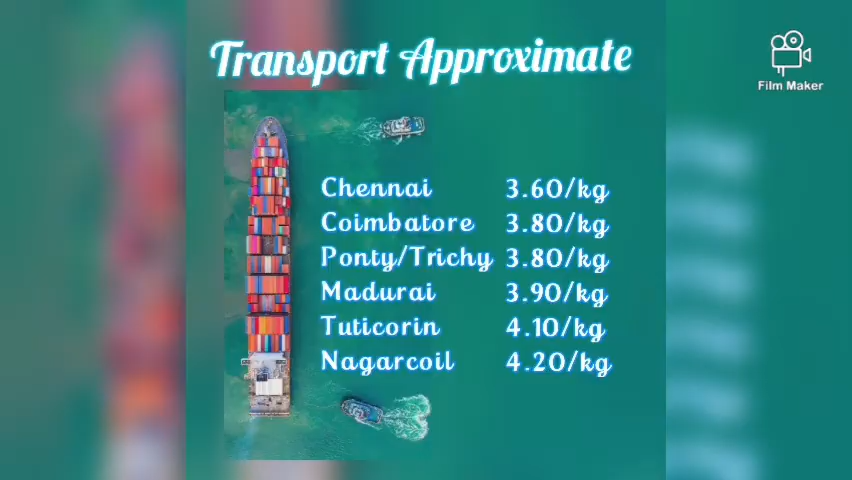 Transport Approximate
Film Maker
Chennai 3.60/kg
Coimbatore 3.80/kg
Ponty/Trichy 3.80/kg
Madurai 3.90/kg
Tuticorin 4.10/kg
Nagarcoil 4.20/kg